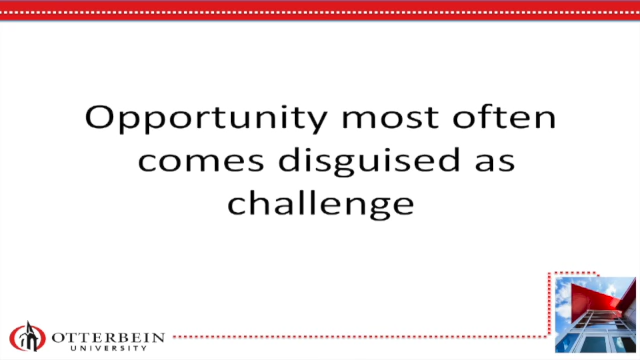 Opportunity most often
comes disguised as
challenge
OTTERBEIN
UNIVERSITY